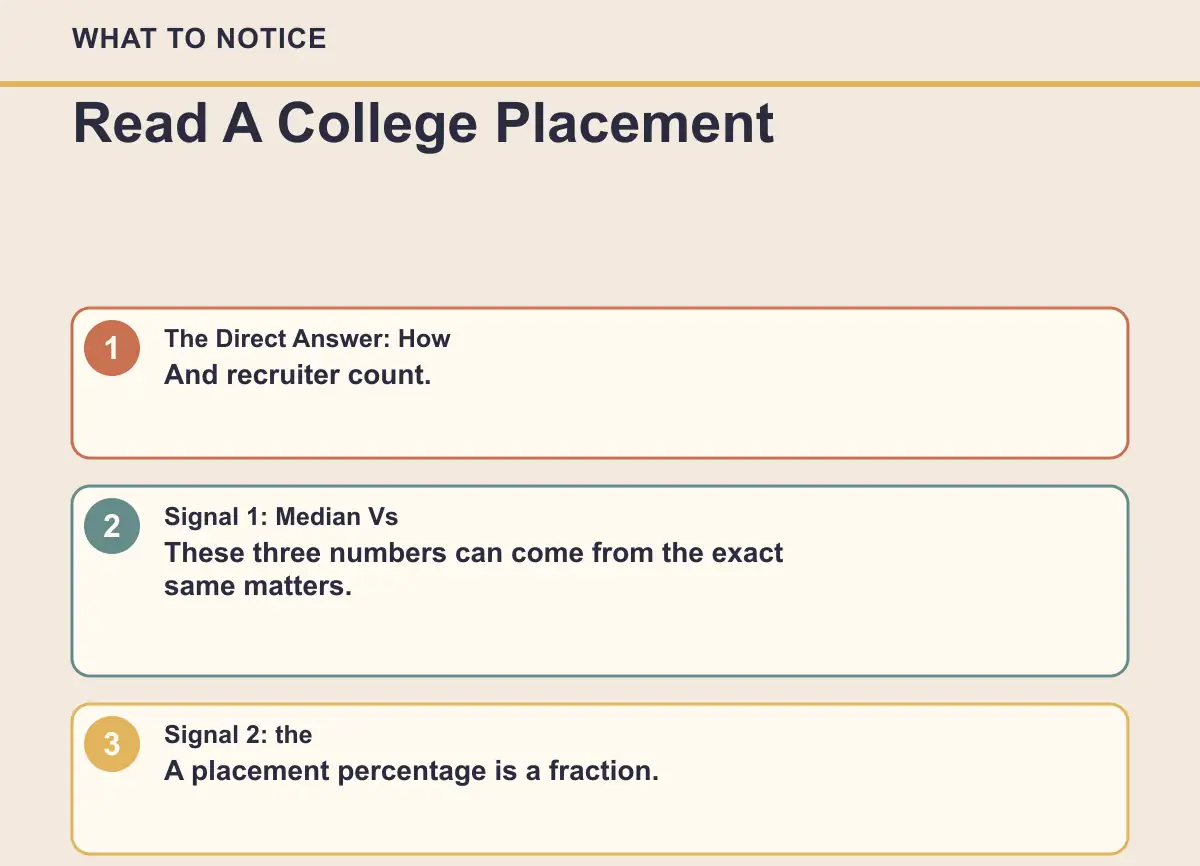 WHAT TO NOTICE
Read A College Placement
1
The Direct Answer: How
And recruiter count.
2
Signal 1: Median Vs
These three numbers can come from the exact
same matters.
3
Signal 2: the
A placement percentage is a fraction.